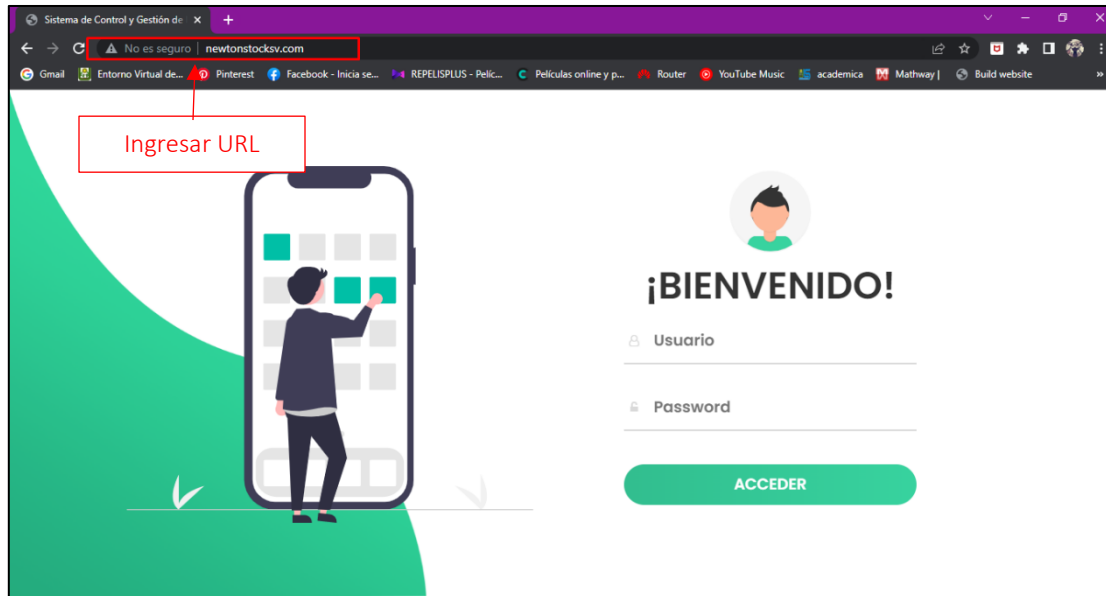 Sistema de Control y Gestión de
No es seguro | newtonstocksv.com
Gmail Entorno Virtual de... Pinterest Facebook - Inicia se... REPELISPLUS - Pelíc... Películas online y p... Router YouTube Music academica Mathway | Build website »
Ingresar URL
¡BIENVENIDO!
Usuario
Password
ACCEDER